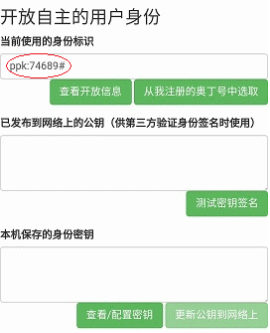 开放自主的用户身份
当前使用的身份标识
ppk:74689#
查看开放信息 从我注册的奥丁号中选取
已发布到网络上的公钥（供第三方验证身份签名时使用）
测试密钥签名
本机保存的身份密钥
查看/配置密钥 更新公钥到网络上